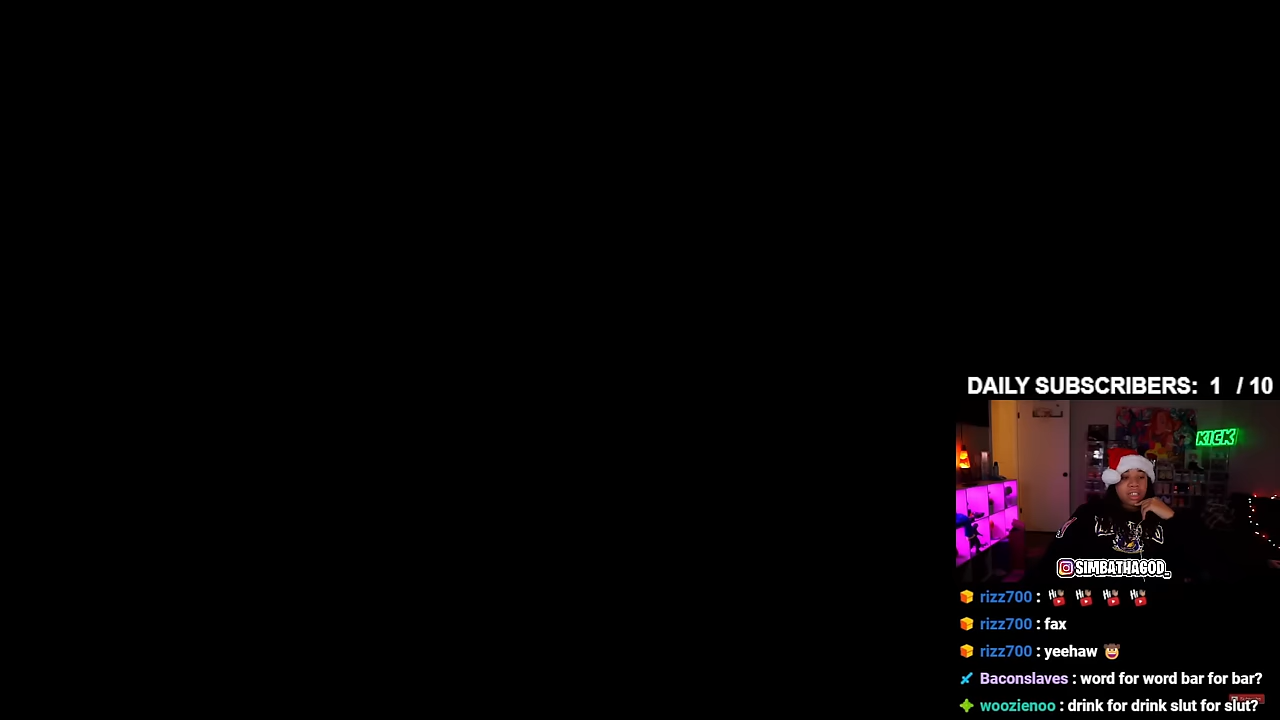 DAILY SUBSCRIBERS: 1 / 10
KICK
SIMBATHAGOD_
rizz700 :
rizz700 : fax
rizz700 : yeehaw 🤠
Baconslaves : word for word bar for bar?
woozienoo : drink for drink slut for slut?